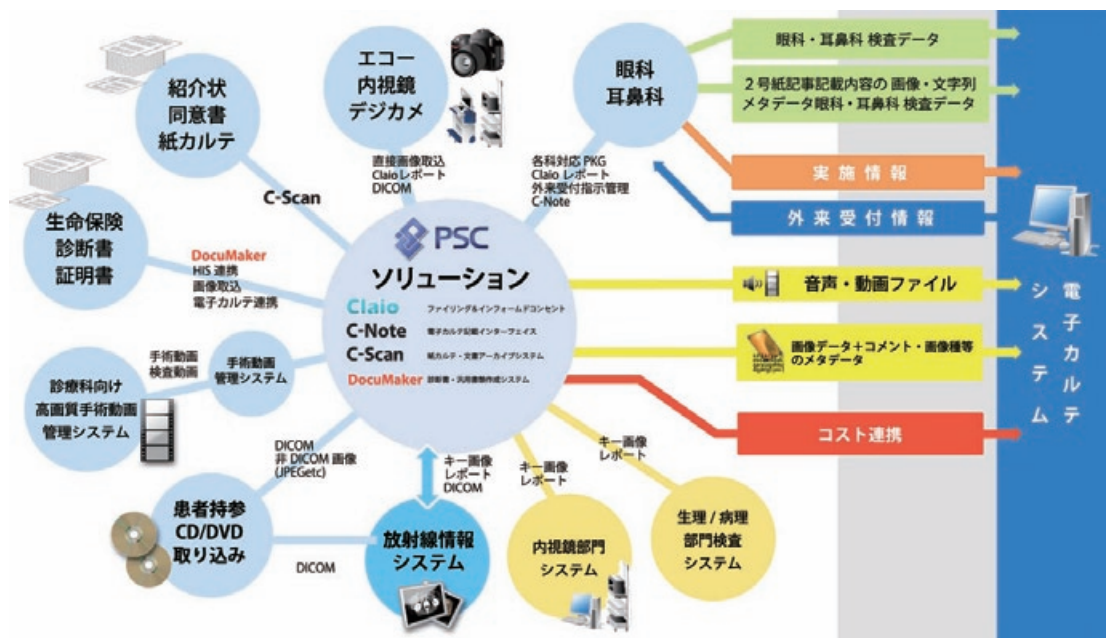 紹介状
同意書
紙カルテ
エコー
内視鏡
デジカメ
眼科
耳鼻科
眼科・耳鼻科 検査データ
2号紙記事記載内容の 画像・文字列
メタデータ眼科・耳鼻科 検査データ
実施情報
外来受付情報
直接画像取込
Claioレポート
DICOM
各科対応 PKG
Claio レポート
外来受付指示管理
C-Note
C-Scan
生命保険
診断書
証明書
DocuMaker
HIS 連携
画像取込
電子カルテ連携
PSC
ソリューション
Claio ファイリング&インフォームドコンセント
C-Note 電子カルテ記載インターフェイス
C-Scan 紙カルテ・文書アーカイブシステム
DocuMaker 診断書・汎用書類作成システム
音声・動画ファイル
画像データ+コメント・画像種等
のメタデータ
コスト連携
電子カルテ
システム
手術動画
検査動画
手術動画
管理システム
診療科向け
高画質手術動画
管理システム
DICOM
非 DICOM 画像
(JPEGetc)
キー画像
レポート
DICOM
キー画像
レポート
キー画像
レポート
患者持参
CD/DVD
取り込み
DICOM
放射線情報
システム
内視鏡部門
システム
生理 / 病理
部門検査
システム